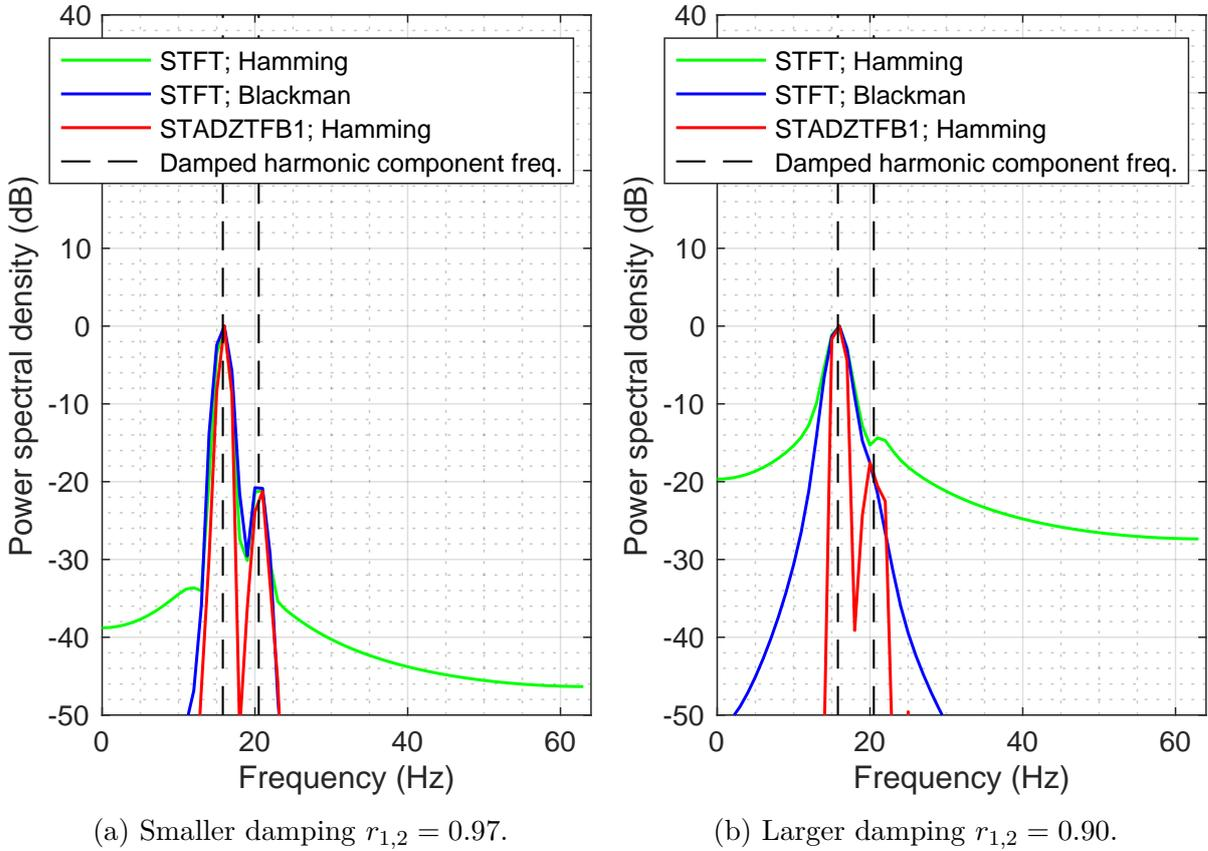 40
10
0
-10
-20
-30
-40
-50
Power spectral density (dB)
STFT; Hamming
STFT; Blackman
STADZTFB1; Hamming
Damped harmonic component freq.
0 20 40 60
Frequency (Hz)
(a) Smaller damping r1,2 = 0.97.
40
10
0
-10
-20
-30
-40
-50
Power spectral density (dB)
STFT; Hamming
STFT; Blackman
STADZTFB1; Hamming
Damped harmonic component freq.
0 20 40 60
Frequency (Hz)
(b) Larger damping r1,2 = 0.90.